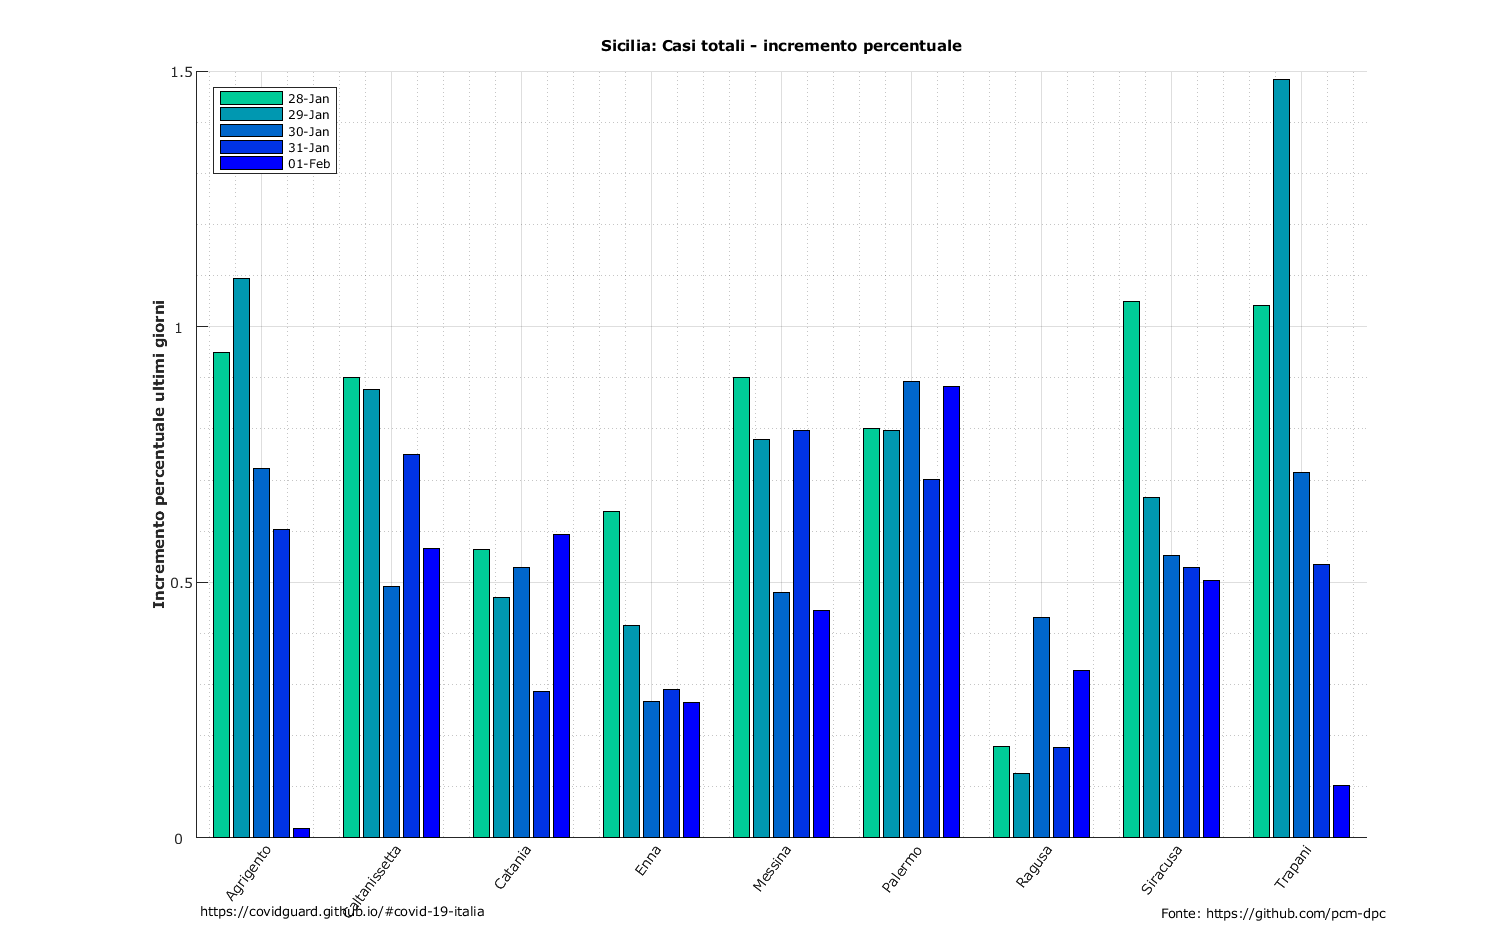 Sicilia: Casi totali - incremento percentuale
1.5
1
0.5
0
Incremento percentuale ultimi giorni
28-Jan
29-Jan
30-Jan
31-Jan
01-Feb
Agrigento
Caltanissetta
Catania
Enna
Messina
Palermo
Ragusa
Siracusa
Trapani
https://covidguard.github.io/#covid-19-italia
Fonte: https://github.com/pcm-dpc